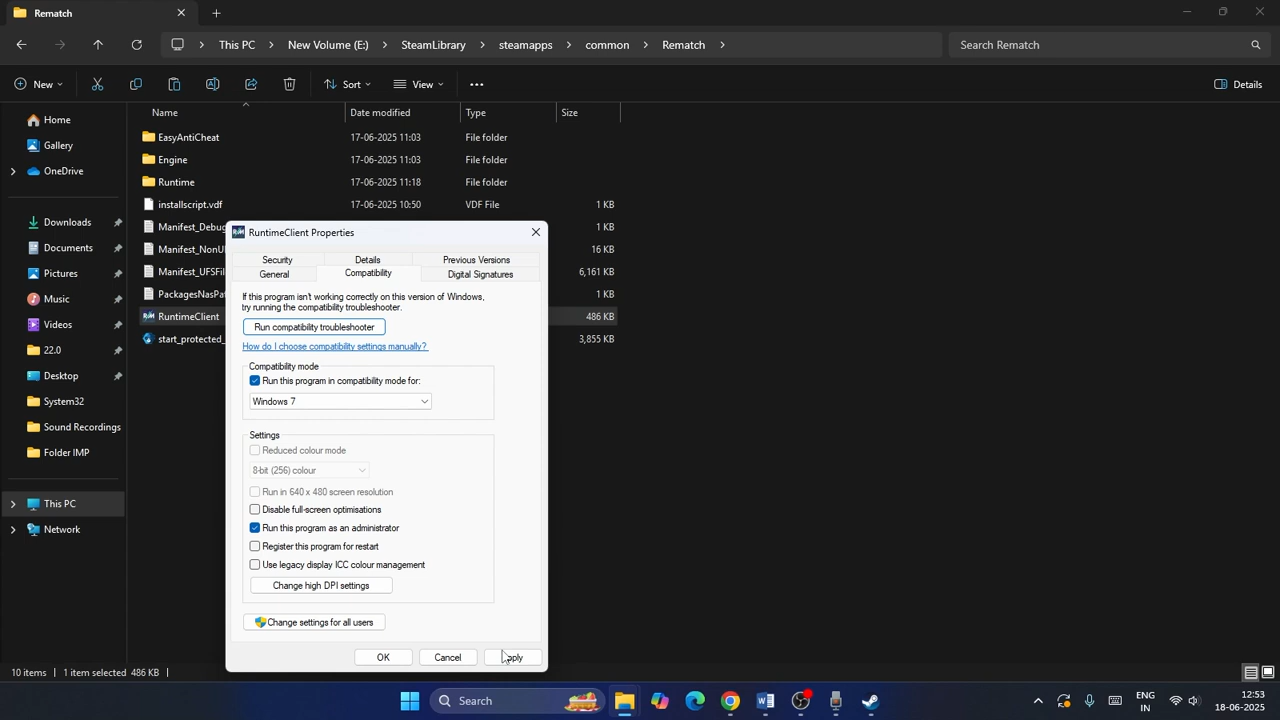 Rematch
This PC > New Volume (E:) > SteamLibrary > steamapps > common > Rematch >
Search Rematch
New
Sort
View
Details
Name
Date modified
Type
Size
Home
Gallery
OneDrive
Downloads
Documents
Pictures
Music
Videos
22.0
Desktop
System32
Sound Recordings
Folder IMP
This PC
Network
EasyAntiCheat 17-06-2025 11:03 File folder
Engine 17-06-2025 11:03 File folder
Runtime 17-06-2025 11:18 File folder
installscript.vdf 17-06-2025 10:50 VDF File 1 KB
Manifest_Debug 1 KB
Manifest_NonU 16 KB
Manifest_UFSFil 6,161 KB
PackagesNasPat 1 KB
RuntimeClient 486 KB
start_protected_ 3,855 KB
RuntimeClient Properties
Security
Details
Previous Versions
General
Compatibility
Digital Signatures
If this program isn't working correctly on this version of Windows,
try running the compatibility troubleshooter.
Run compatibility troubleshooter
How do I choose compatibility settings manually?
Compatibility mode
Run this program in compatibility mode for:
Windows 7
Settings
Reduced colour mode
8-bit (256) colour
Run in 640 x 480 screen resolution
Disable full-screen optimisations
Run this program as an administrator
Register this program for restart
Use legacy display ICC colour management
Change high DPI settings
Change settings for all users
OK
Cancel
Apply
10 items
1 item selected 486 KB
Search
ENG
IN
12:53
18-06-2025